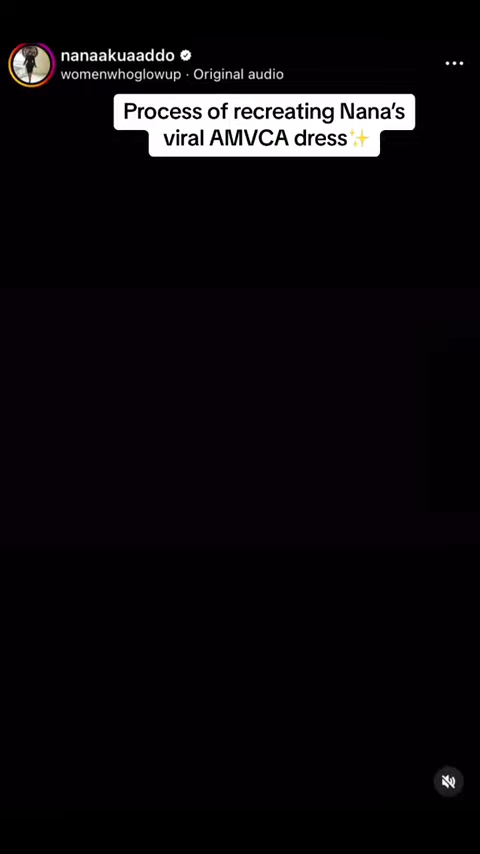 nanaakuaaddo
womenwhoglowup · Original audio
Process of recreating Nana's
viral AMVCA dress✨